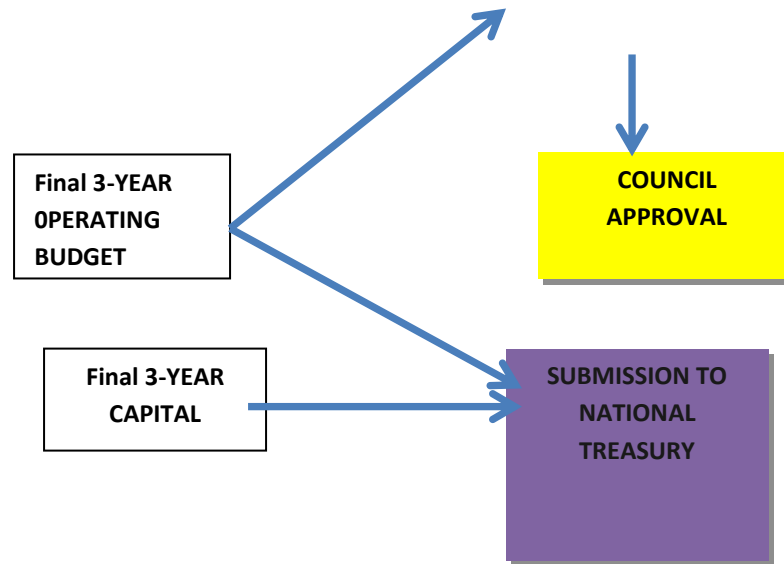 Final 3-YEAR
0PERATING
BUDGET
COUNCIL
APPROVAL
Final 3-YEAR
CAPITAL
SUBMISSION TO
NATIONAL
TREASURY